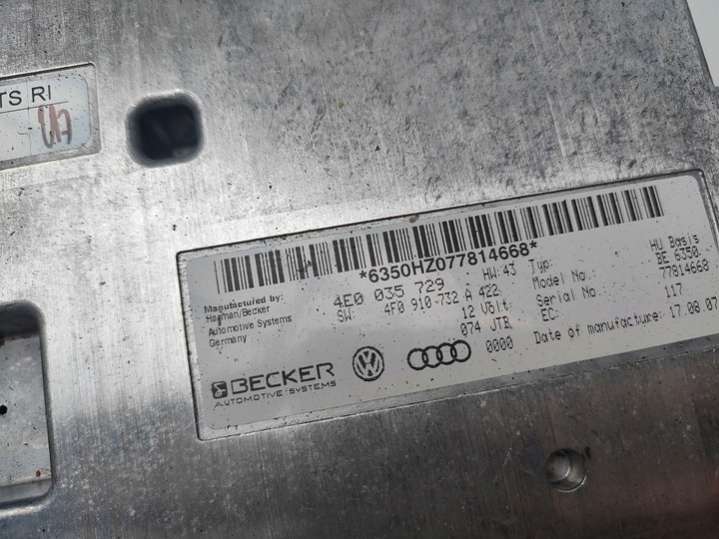 TS RI
*6350HZ077814668*
Manufactured by:
Harman/Becker
Automotive Systems
Germany
4E0 035 729 HW: 43
SW: 4F0 910 732 A 422
12 Volt
074 JTB
0000
Typ: HU Basis
Model No.: BE 6350
Serial No: 77814668
EC: 117
Date of manufacture: 17.08.07
BECKER
AUTOMOTIVE SYSTEMS